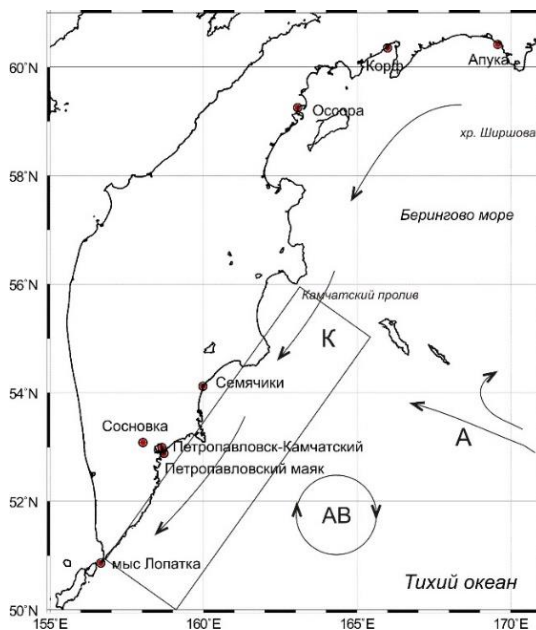 60°N
58°N
56°N
54°N
52°N
50°N
155°E
160°E
165°E
170°E
Корф
Апука
Оссора
хр. Ширшова
Берингово море
Камчатский пролив
К
Семячики
А
Сосновка
Петропавловск-Камчатский
Петропавловский маяк
АВ
мыс Лопатка
Тихий океан